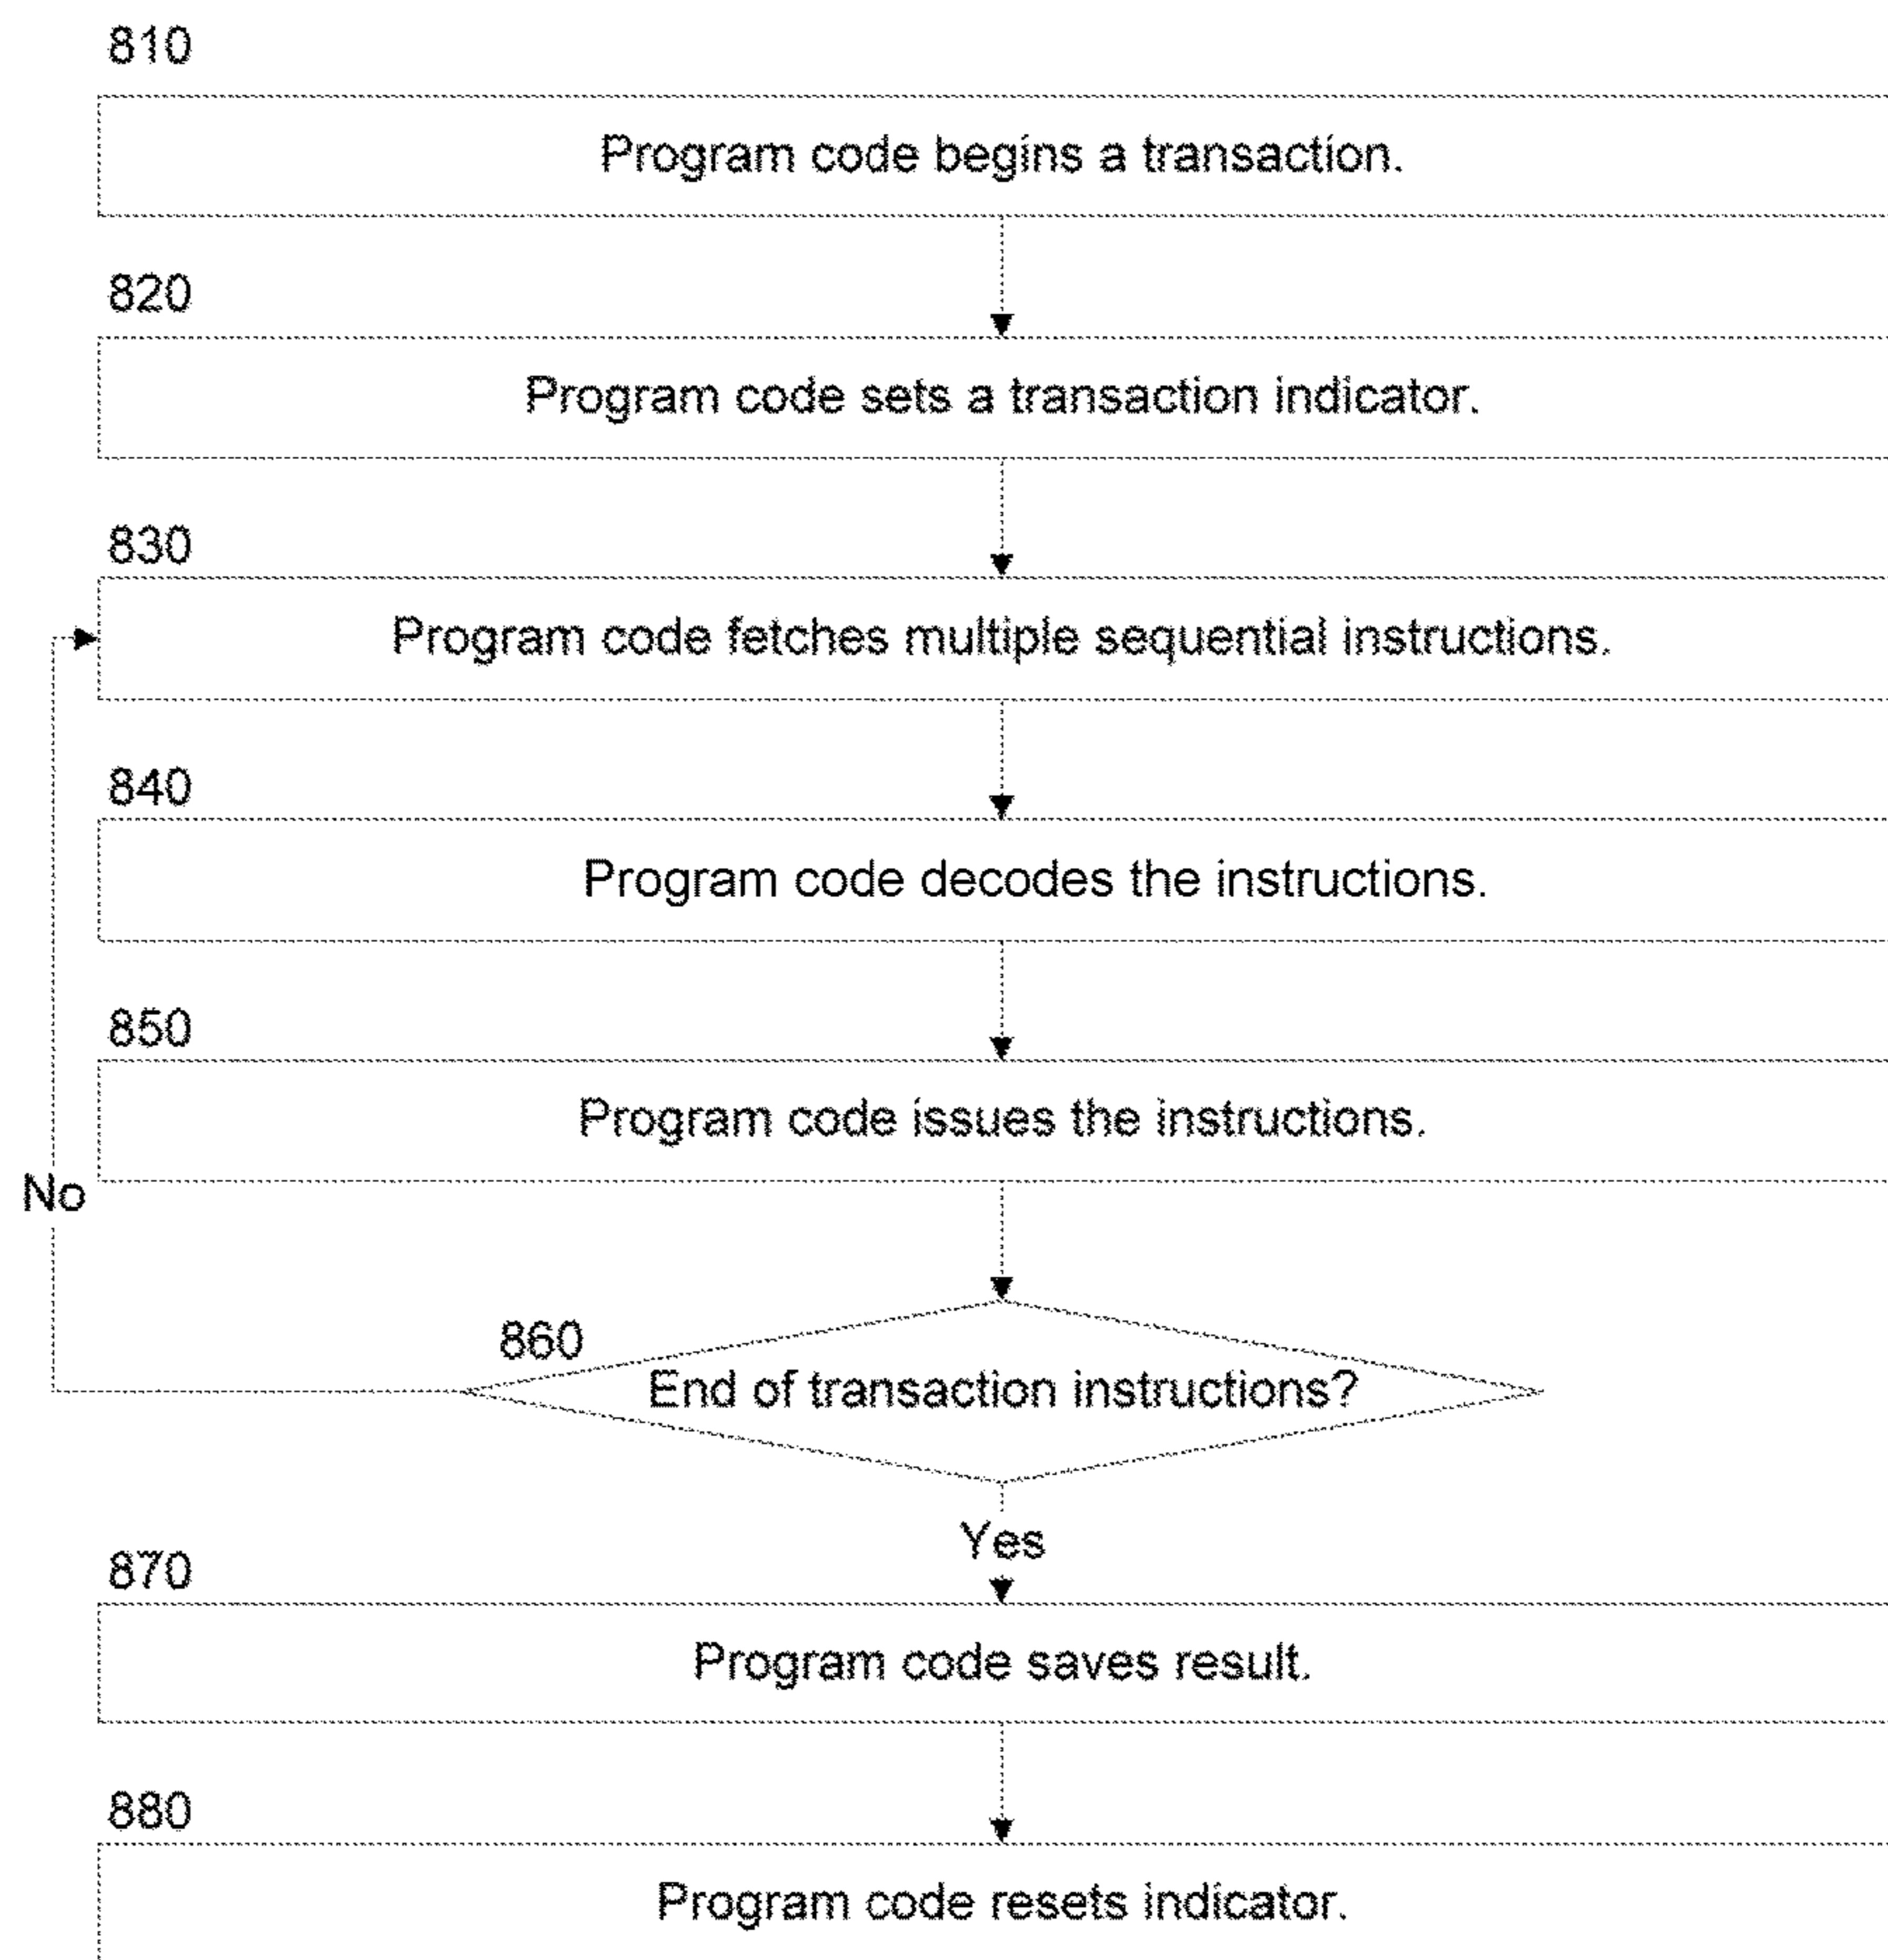 810
Program code begins a transaction.
820
Program code sets a transaction indicator.
830
Program code fetches multiple sequential instructions.
840
Program code decodes the instructions.
850
Program code issues the instructions.
No
860
End of transaction instructions?
Yes
870
Program code saves result.
880
Program code resets indicator.